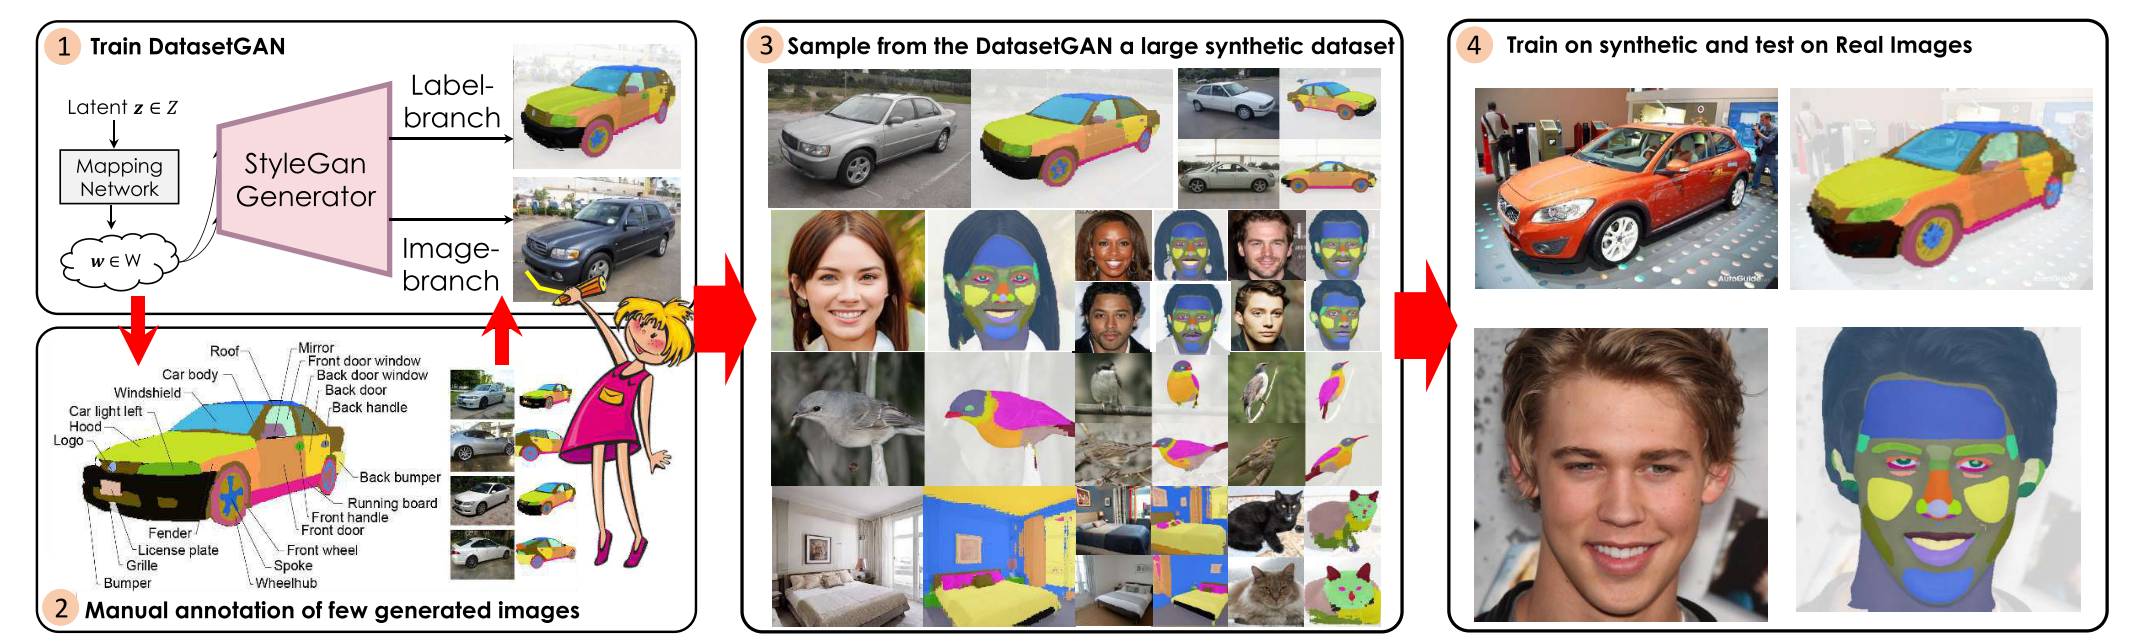 1 Train DatasetGAN
Latent z ∈ Z
Mapping
Network
w ∈ W
StyleGan
Generator
Label-
branch
Image-
branch
Roof
Mirror
Front door window
Car body
Back door window
Windshield
Back door
Car light left
Back handle
Hood
Logo
Back bumper
Running board
Front handle
Fender
Front door
License plate
Front wheel
Grille
Spoke
Bumper
Wheelhub
2 Manual annotation of few generated images
3 Sample from the DatasetGAN a large synthetic dataset
4 Train on synthetic and test on Real Images
AutoGuide